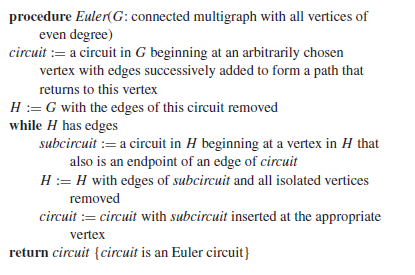 procedure Euler(G: connected multigraph with all vertices of
even degree)
circuit := a circuit in G beginning at an arbitrarily chosen
vertex with edges successively added to form a path that
returns to this vertex
H := G with the edges of this circuit removed
while H has edges
subcircuit := a circuit in H beginning at a vertex in H that
also is an endpoint of an edge of circuit
H := H with edges of subcircuit and all isolated vertices
removed
circuit := circuit with subcircuit inserted at the appropriate
vertex
return circuit {circuit is an Euler circuit}